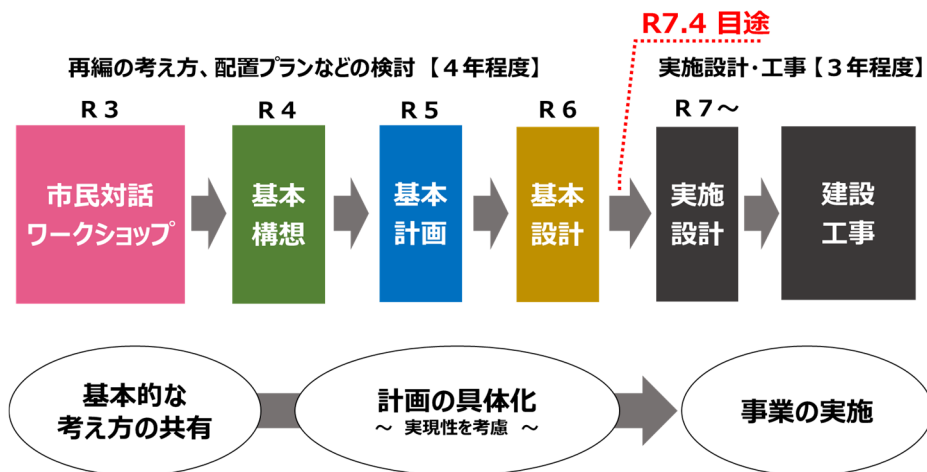 R7.4 目途
再編の考え方、配置プランなどの検討 【４年程度】
実施設計・工事【３年程度】
R３
R４
R５
R６
R７～
市民対話
ワークショップ
基本
構想
基本
計画
基本
設計
実施
設計
建設
工事
基本的な
考え方の共有
計画の具体化
～ 実現性を考慮 ～
事業の実施